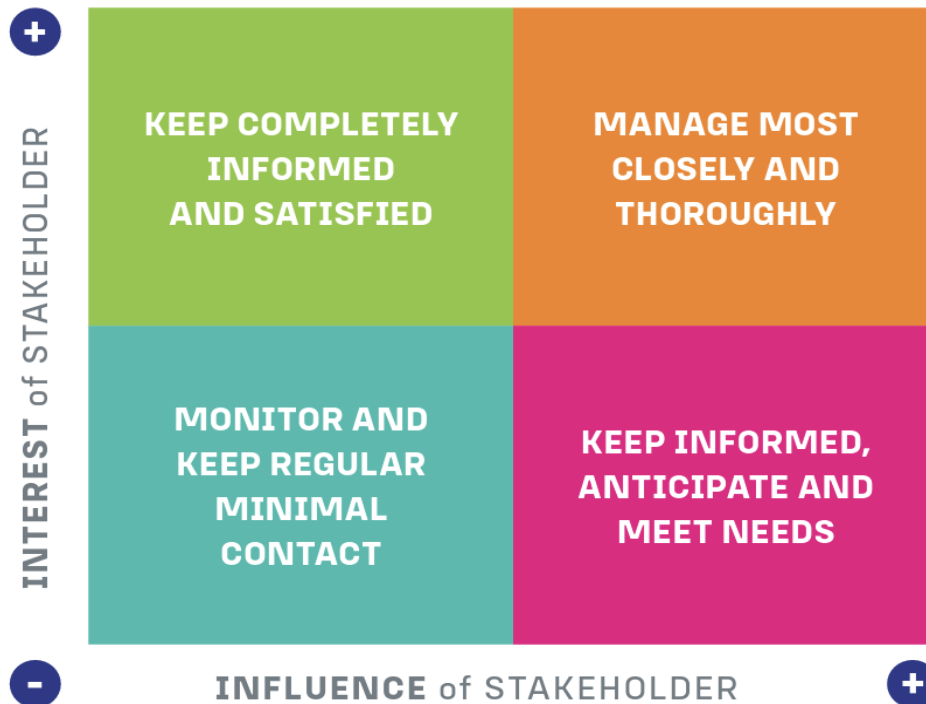 +
KEEP COMPLETELY
INFORMED
AND SATISFIED
MANAGE MOST
CLOSELY AND
THOROUGHLY
INTEREST of STAKEHOLDER
MONITOR AND
KEEP REGULAR
MINIMAL
CONTACT
KEEP INFORMED,
ANTICIPATE AND
MEET NEEDS
-
INFLUENCE of STAKEHOLDER
+